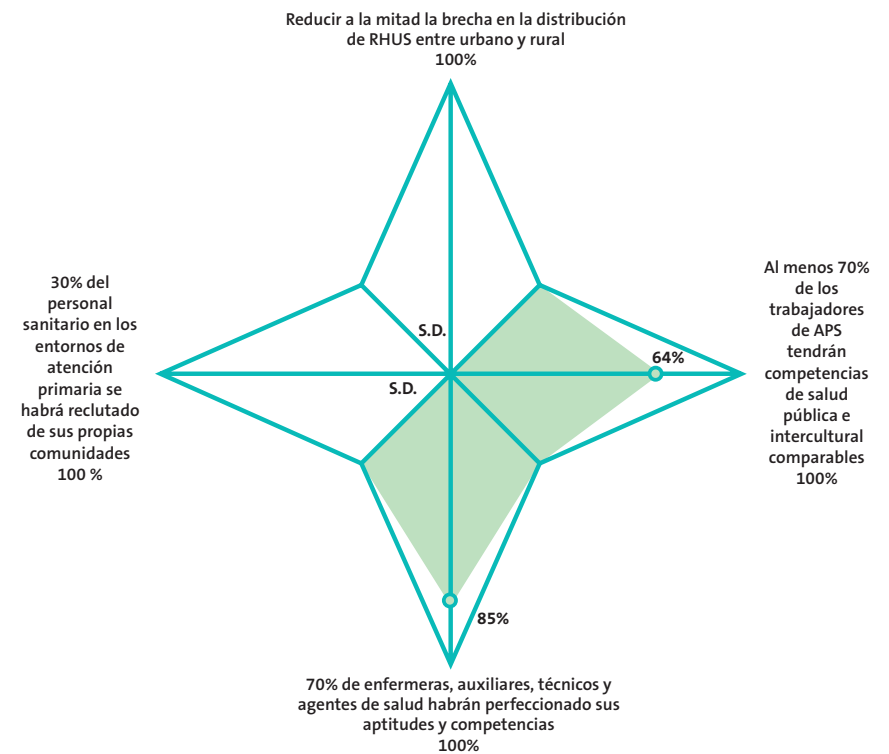 Reducir a la mitad la brecha en la distribución
de RHUS entre urbano y rural
100%
30% del
personal
sanitario en los
entornos de
atención
primaria se
habrá reclutado
de sus propias
comunidades
100 %
S.D.
S.D.
64%
Al menos 70%
de los
trabajadores
de APS
tendrán
competencias
de salud
pública e
intercultural
comparables
100%
85%
70% de enfermeras, auxiliares, técnicos y
agentes de salud habrán perfeccionado sus
aptitudes y competencias
100%